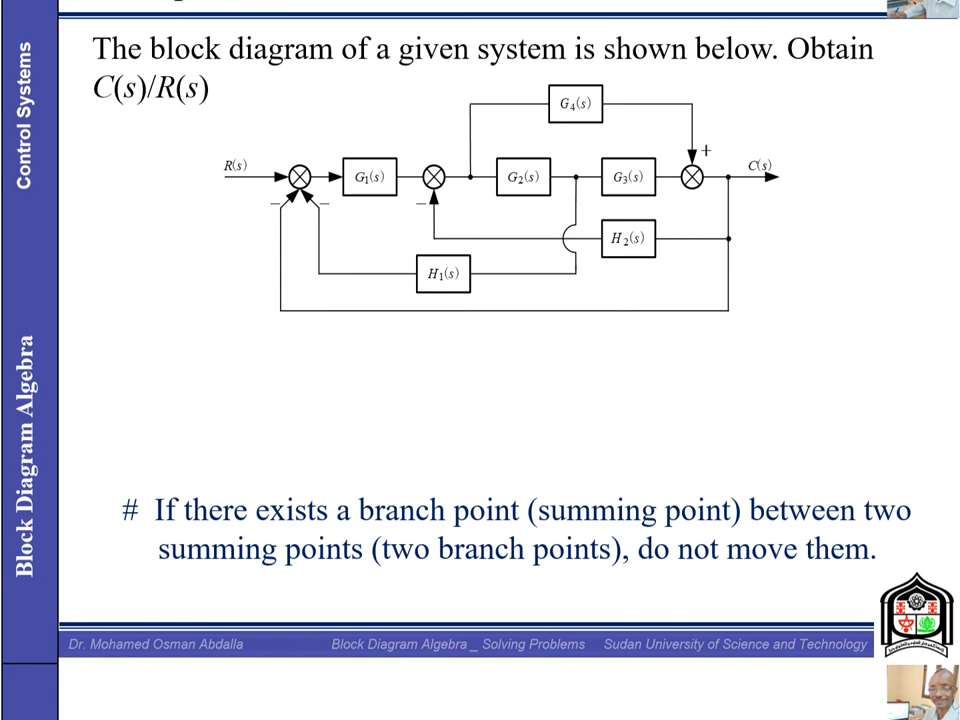 The block diagram of a given system is shown below. Obtain
C(s)/R(s)
G₄(s)
+
R(s)
G₁(s)
G₂(s)
G₃(s)
C(s)
−
−
−
H₂(s)
H₁(s)
# If there exists a branch point (summing point) between two
summing points (two branch points), do not move them.
Control Systems
Block Diagram Algebra
Dr. Mohamed Osman Abdalla
Block Diagram Algebra _ Solving Problems
Sudan University of Science and Technology